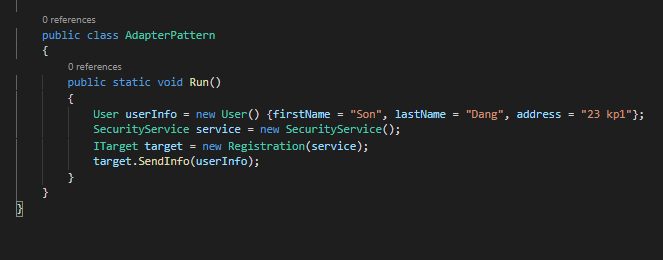 0 references
public class AdapterPattern
{
0 references
public static void Run()
{
User userInfo = new User() {firstName = "Son", lastName = "Dang", address = "23 kp1"};
SecurityService service = new SecurityService();
ITarget target = new Registration(service);
target.SendInfo(userInfo);
}
}
}